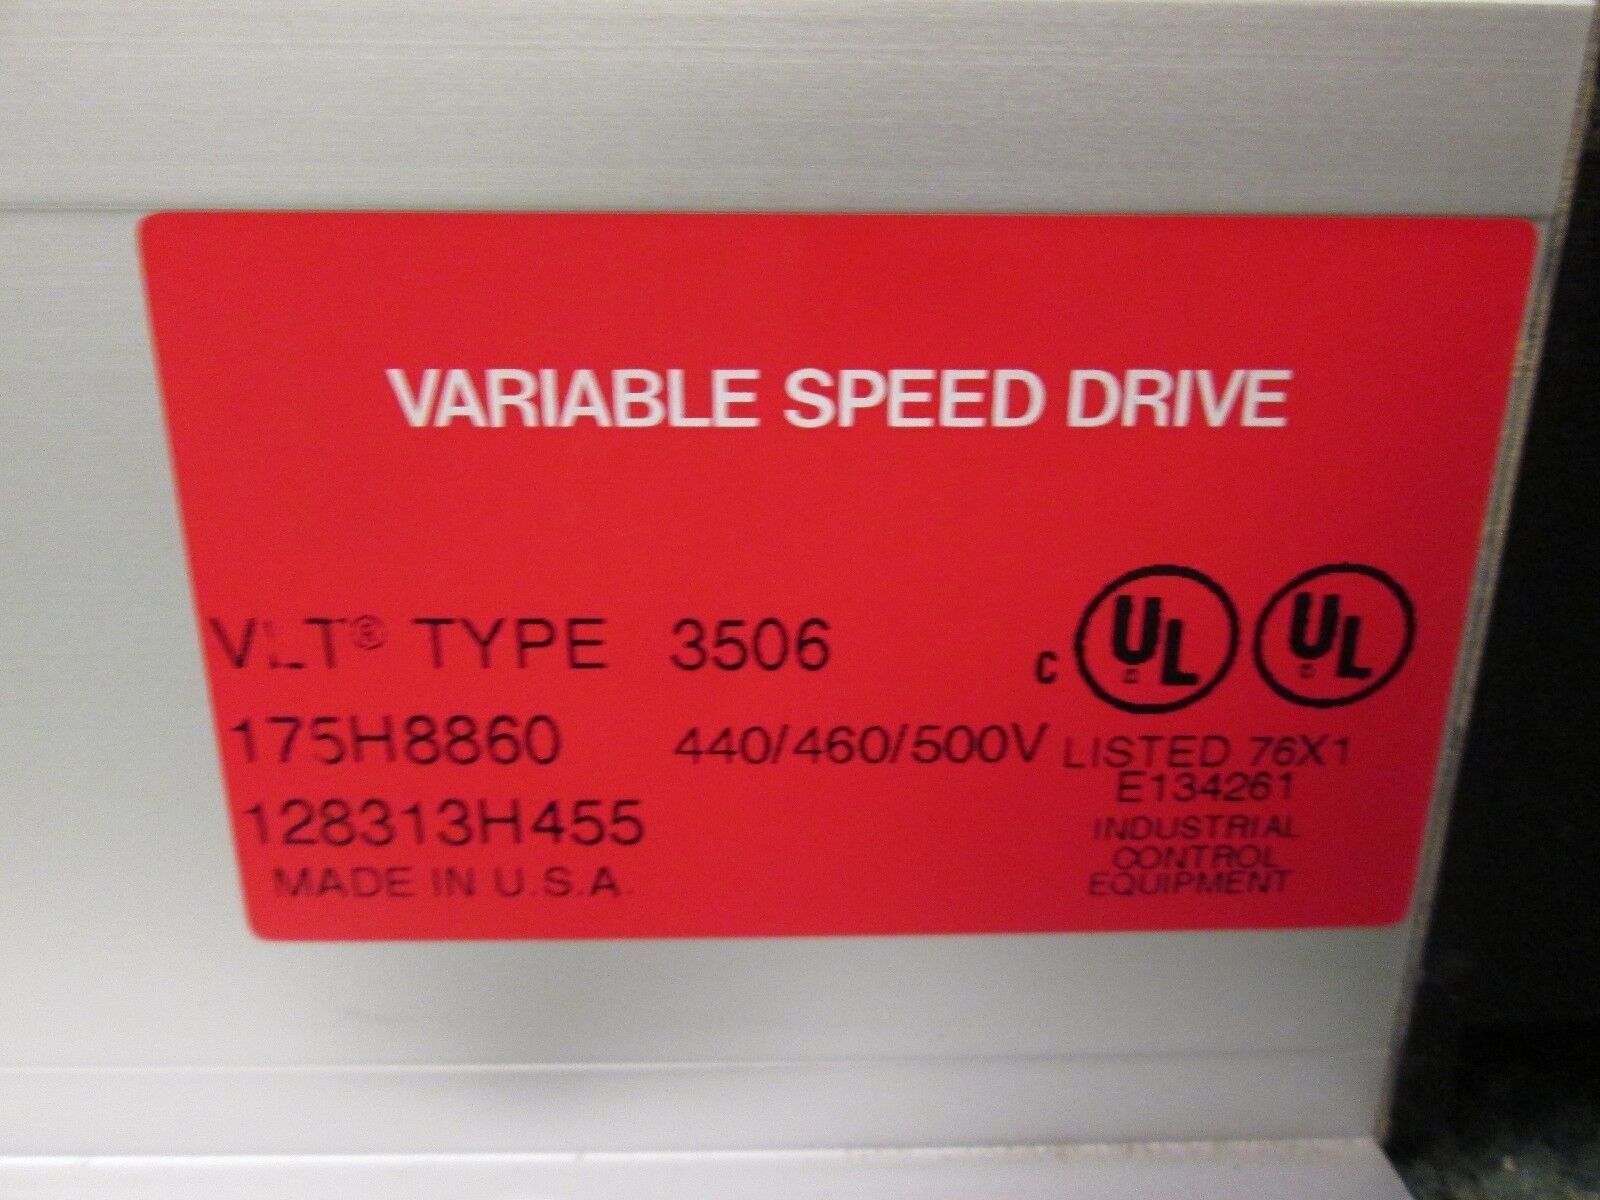 VARIABLE SPEED DRIVE
VLT® TYPE 3506
175H8860 440/460/500V
128313H455
MADE IN U.S.A.
C UL UL
LISTED 76X1
E134261
INDUSTRIAL
CONTROL
EQUIPMENT